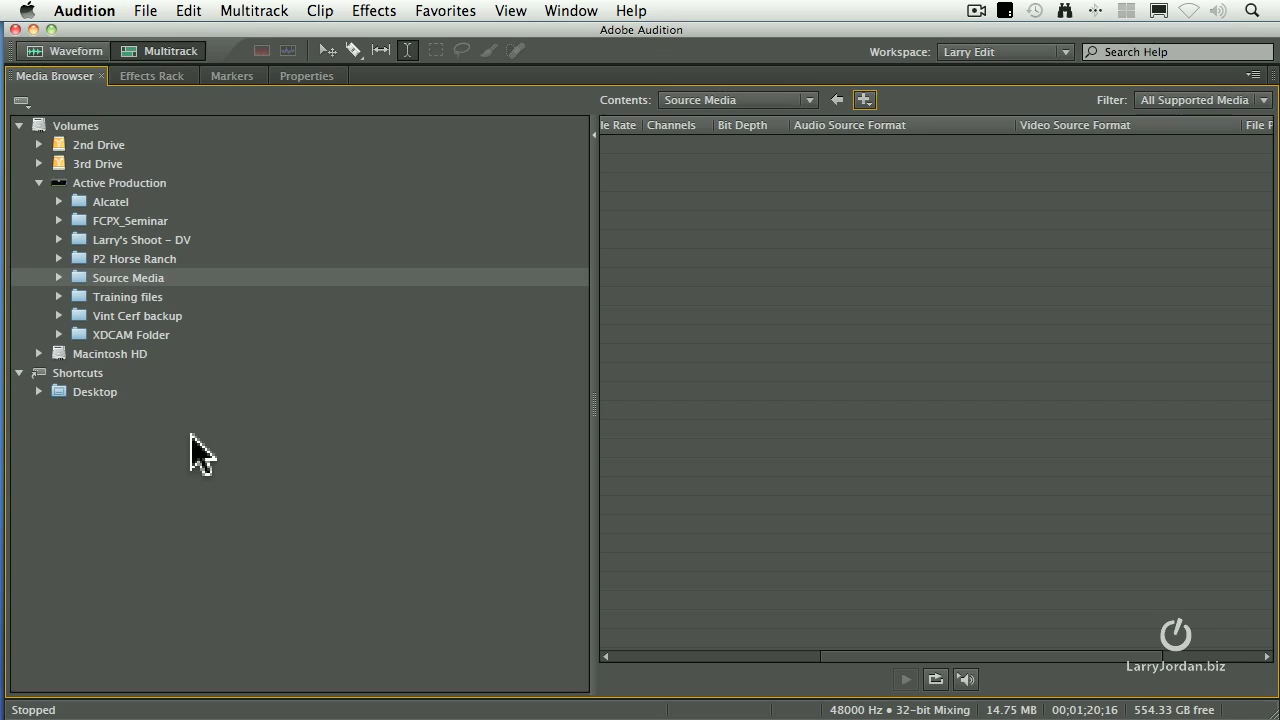 Audition File Edit Multitrack Clip Effects Favorites View Window Help
Adobe Audition
Waveform Multitrack Workspace: Larry Edit Search Help
Media Browser × Effects Rack Markers Properties
Contents: Source Media Filter: All Supported Media
le Rate Channels Bit Depth Audio Source Format Video Source Format File P
Volumes
2nd Drive
3rd Drive
Active Production
Alcatel
FCPX_Seminar
Larry's Shoot - DV
P2 Horse Ranch
Source Media
Training files
Vint Cerf backup
XDCAM Folder
Macintosh HD
Shortcuts
Desktop
LarryJordan.biz
Stopped 48000 Hz • 32-bit Mixing 14.75 MB 00;01;20;16 554.33 GB free